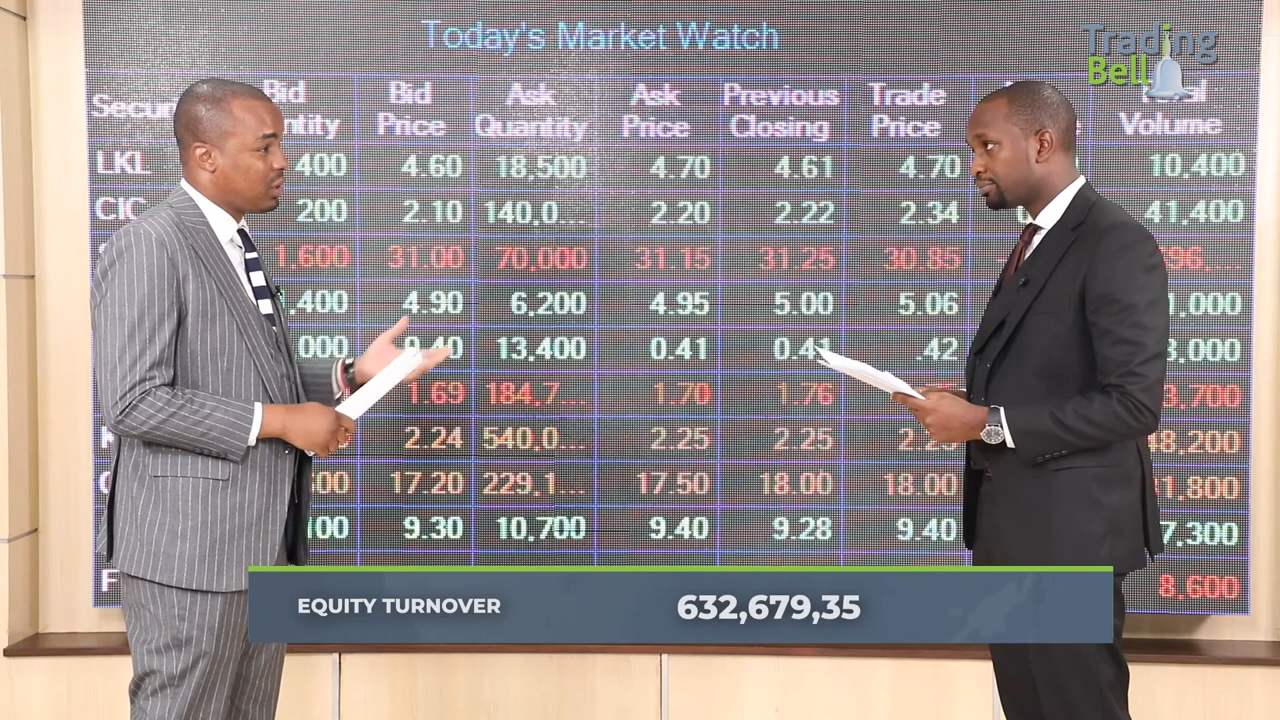 Today's Market Watch
Trading
Bell
Bid Bid Ask Ask Previous Trade
Price Quantity Price Closing Price Volume
LKL 400 4.60 18,500 4.70 4.61 4.70 10,400
CIC 200 2.10 140,0... 2.20 2.22 2.34 41,400
1,600 31.00 70,000 31.15 31.25 30.85
,400 4.90 6,200 4.95 5.00 5.06 ,000
000 0.40 13,400 0.41 0.41 .42 ,000
1.69 184,7... 1.70 1.76 3,700
2.24 540,0... 2.25 2.25 48,200
00 17.20 229,1... 17.50 18.00 18.00 ,800
100 9.30 10,700 9.40 9.28 9.40 7,300
8,600
EQUITY TURNOVER 632,679,35